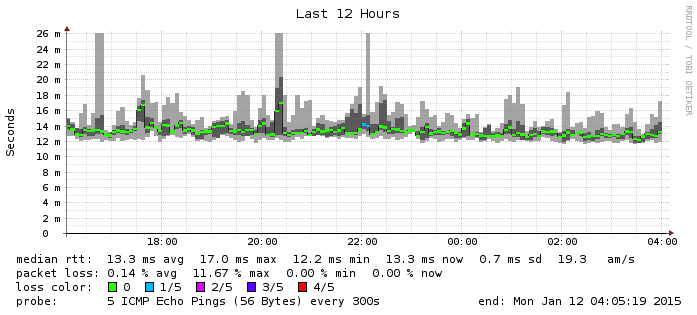 Last 12 Hours
RRDTOOL / TOBI OETIKER
Seconds
26 m
24 m
22 m
20 m
18 m
16 m
14 m
12 m
10 m
8 m
6 m
4 m
2 m
0
18:00 20:00 22:00 00:00 02:00 04:00
median rtt: 13.3 ms avg 17.0 ms max 12.2 ms min 13.3 ms now 0.7 ms sd 19.3 am/s
packet loss: 0.14 % avg 11.67 % max 0.00 % min 0.00 % now
loss color: 0 1/5 2/5 3/5 4/5
probe: 5 ICMP Echo Pings (56 Bytes) every 300s end: Mon Jan 12 04:05:19 2015